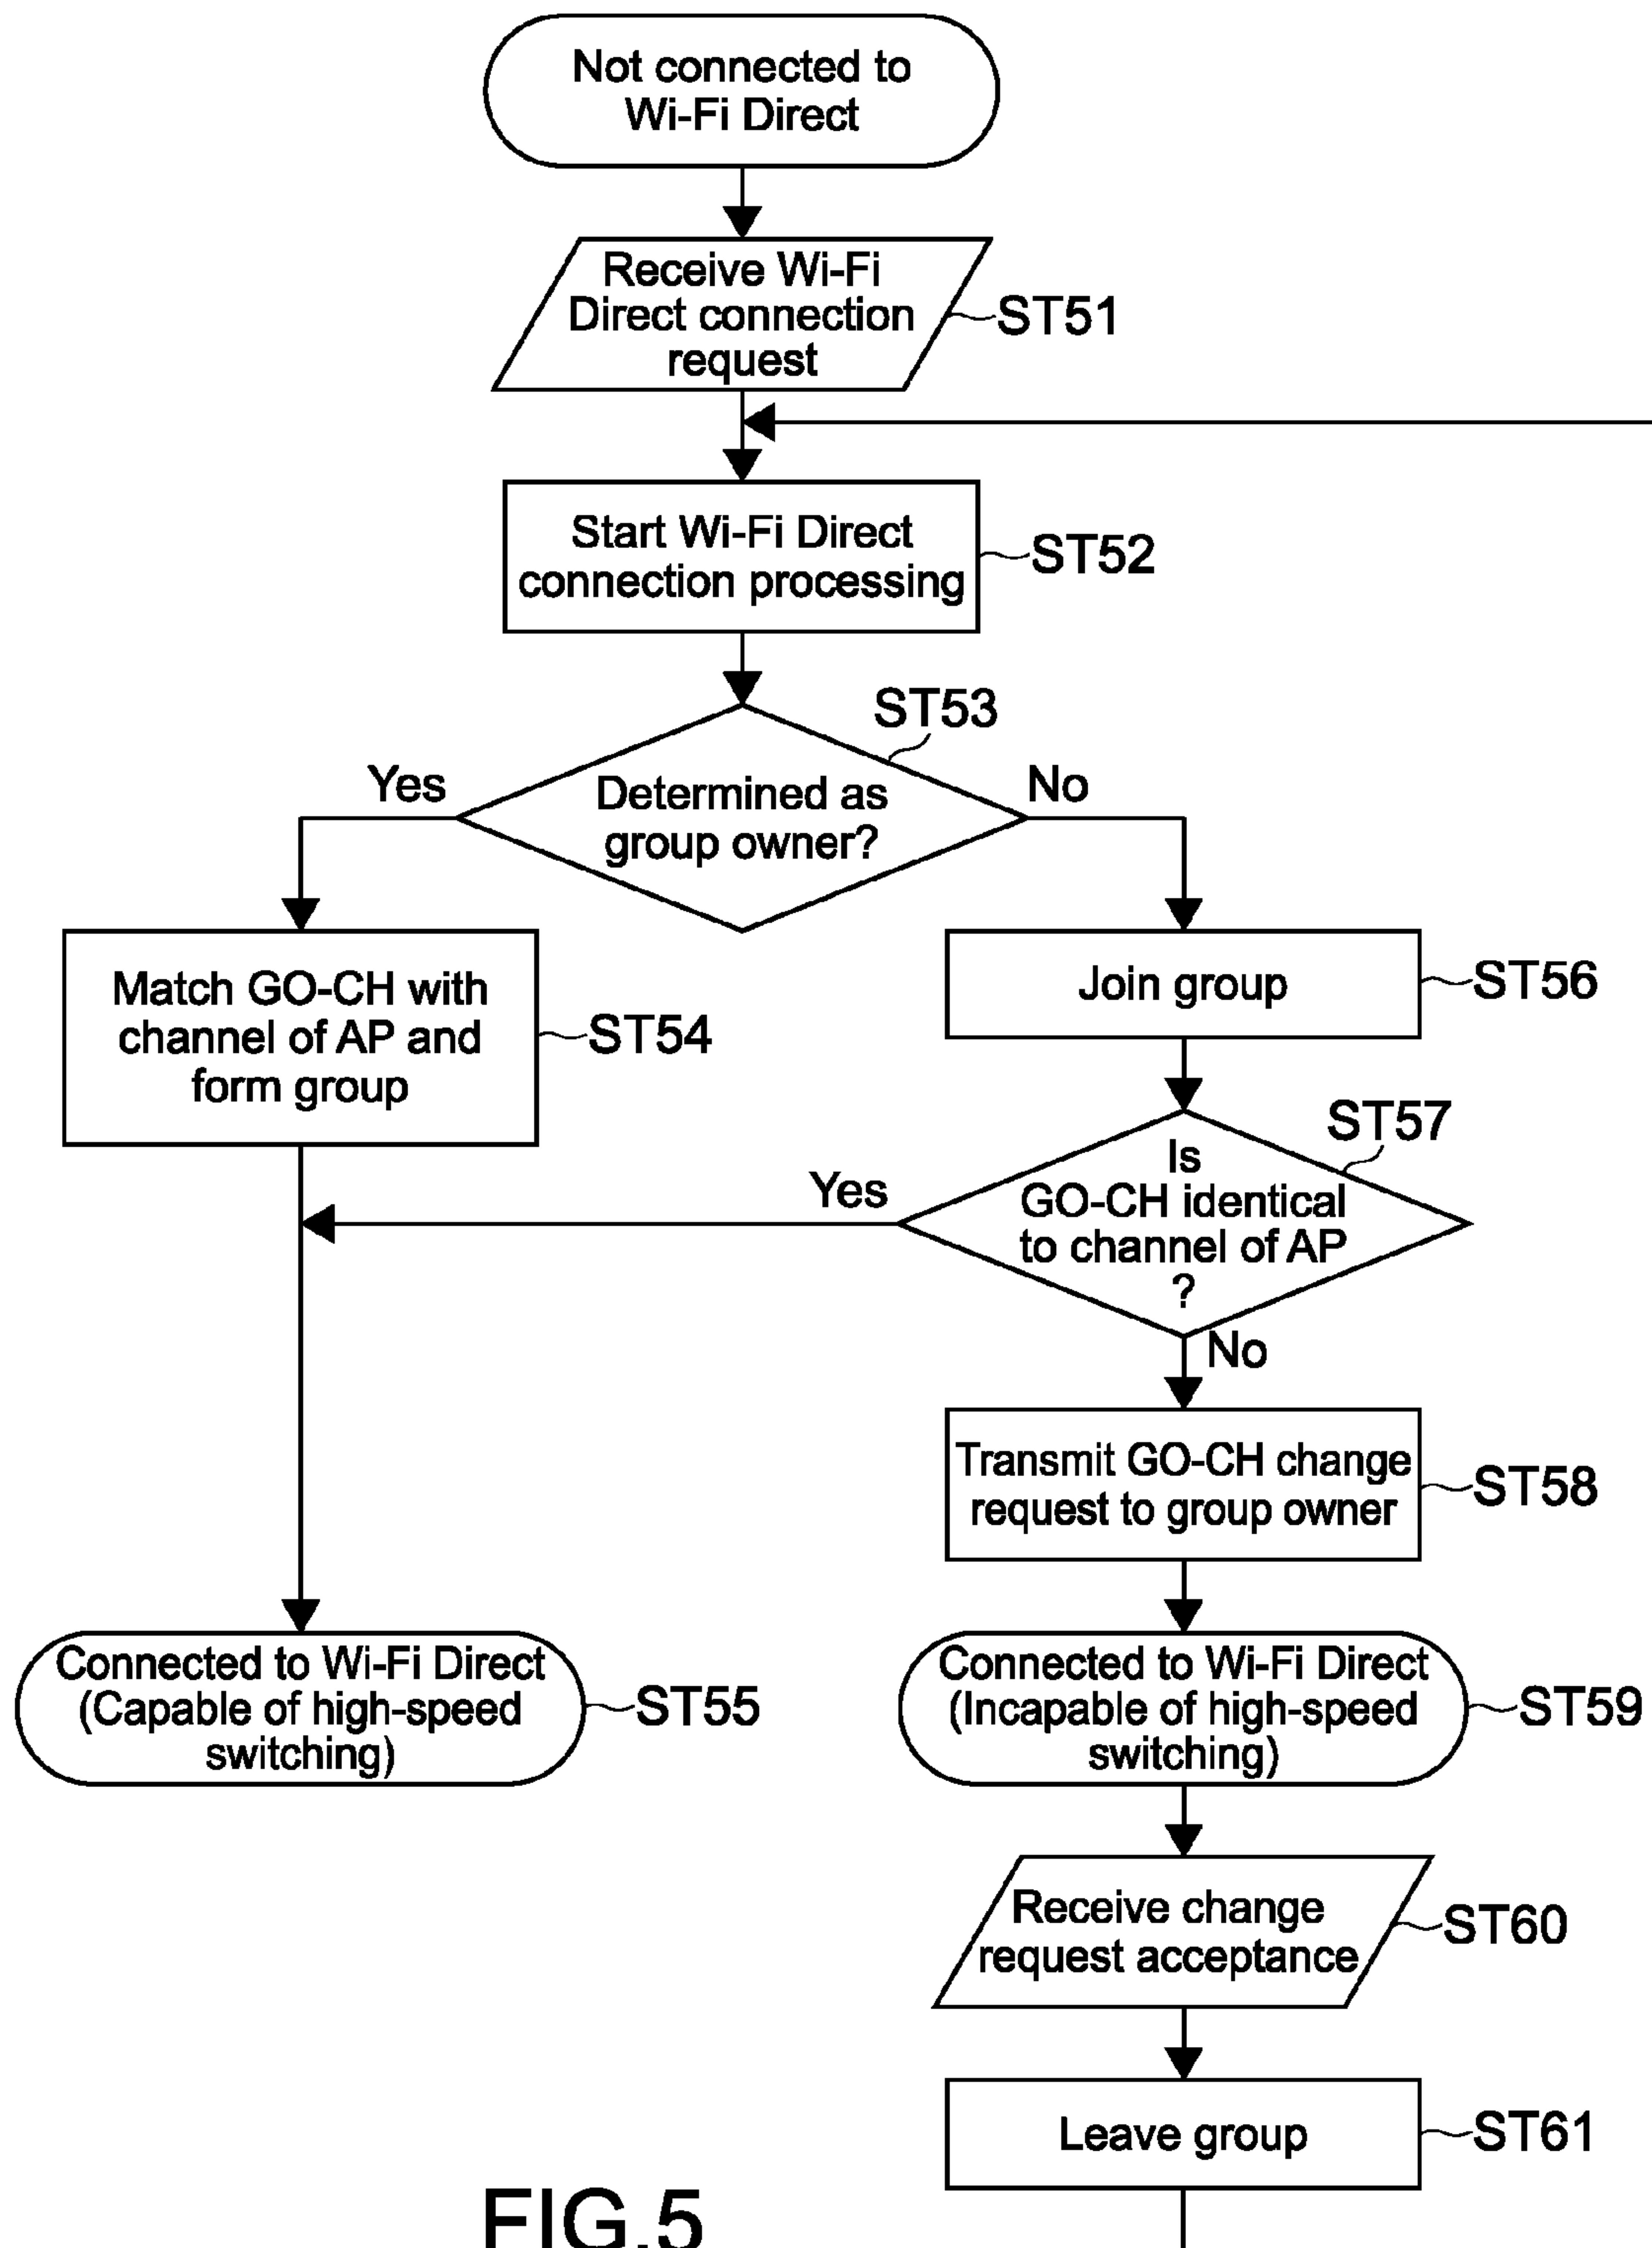 Not connected to
Wi-Fi Direct
Receive Wi-Fi
Direct connection
request
ST51
Start Wi-Fi Direct
connection processing
ST52
ST53
Determined as
group owner?
Yes
No
Match GO-CH with
channel of AP and
form group
ST54
Join group
ST56
ST57
Is
GO-CH identical
to channel of AP
?
Yes
No
Transmit GO-CH change
request to group owner
ST58
Connected to Wi-Fi Direct
(Capable of high-speed
switching)
ST55
Connected to Wi-Fi Direct
(Incapable of high-speed
switching)
ST59
Receive change
request acceptance
ST60
Leave group
ST61
FIG.5